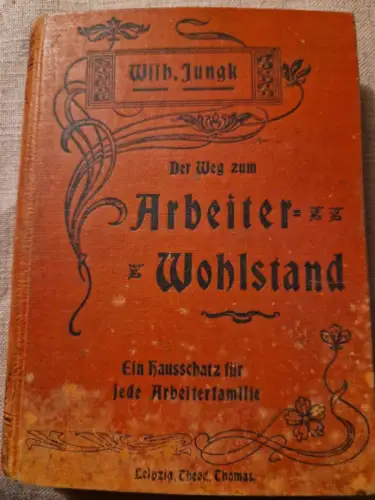 Wilh. Jungk
Der Weg zum
Arbeiter=
Wohlstand
Ein Hausschatz für
jede Arbeiterfamilie
Leipzig, Theod. Thomas.